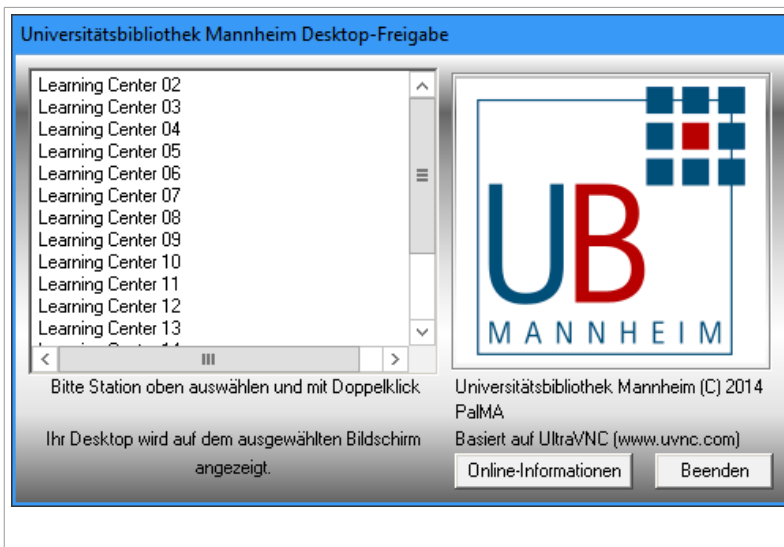 Universitätsbibliothek Mannheim Desktop-Freigabe
Learning Center 02
Learning Center 03
Learning Center 04
Learning Center 05
Learning Center 06
Learning Center 07
Learning Center 08
Learning Center 09
Learning Center 10
Learning Center 11
Learning Center 12
Learning Center 13
Bitte Station oben auswählen und mit Doppelklick
Ihr Desktop wird auf dem ausgewählten Bildschirm
angezeigt.
UB
MANNHEIM
Universitätsbibliothek Mannheim (C) 2014
PalMA
Basiert auf UltraVNC (www.uvnc.com)
Online-Informationen
Beenden